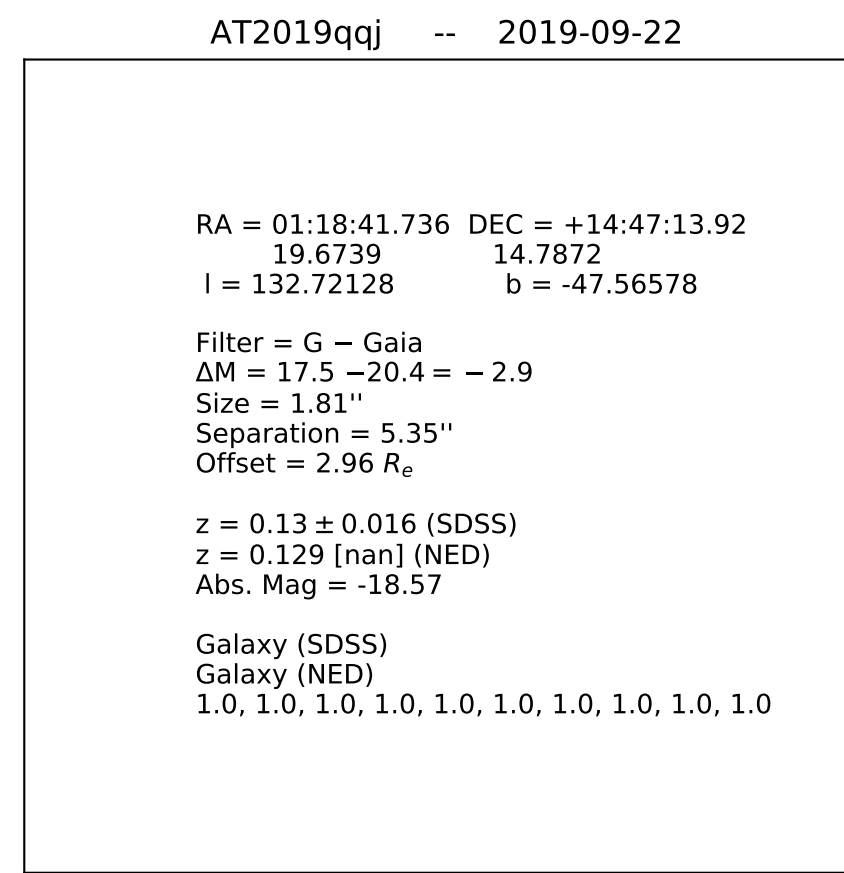 AT2019qqj -- 2019-09-22
RA = 01:18:41.736 DEC = +14:47:13.92
19.6739 14.7872
l = 132.72128 b = -47.56578
Filter = G − Gaia
ΔM = 17.5 −20.4 = − 2.9
Size = 1.81''
Separation = 5.35''
Offset = 2.96 Rₑ
z = 0.13 ± 0.016 (SDSS)
z = 0.129 [nan] (NED)
Abs. Mag = -18.57
Galaxy (SDSS)
Galaxy (NED)
1.0, 1.0, 1.0, 1.0, 1.0, 1.0, 1.0, 1.0, 1.0, 1.0